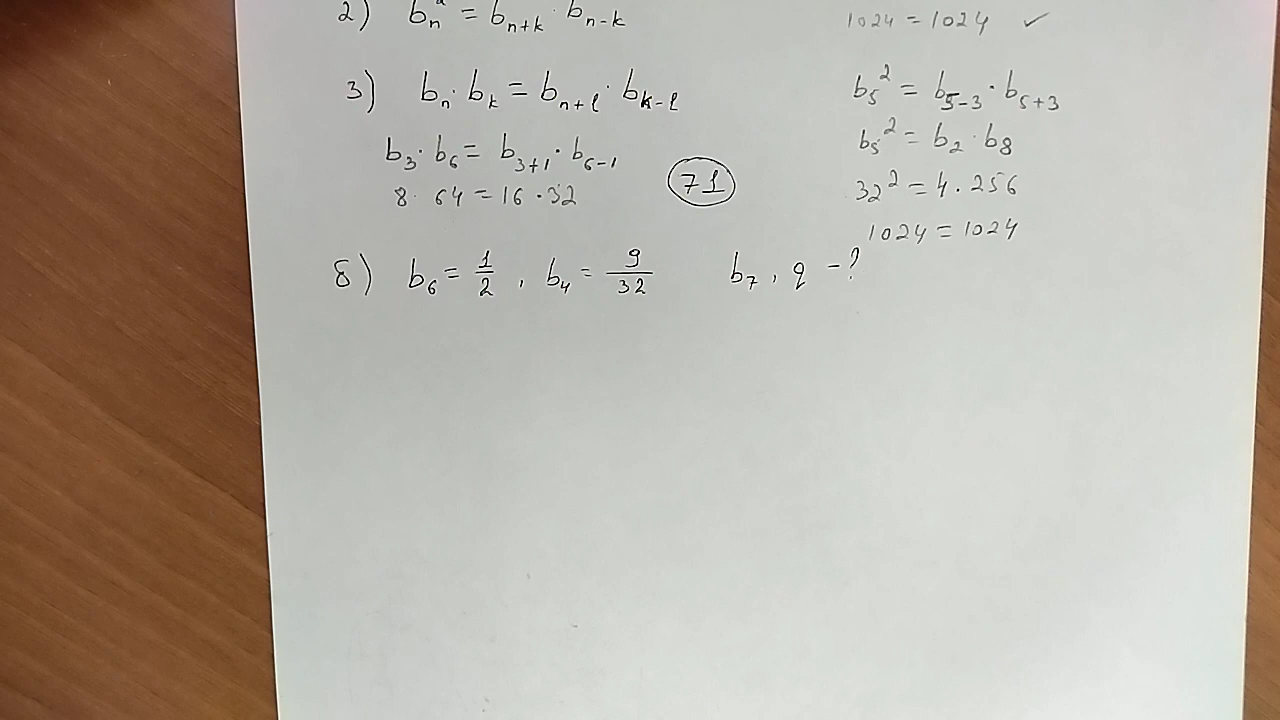 2) bₙ² = bₙ₊ₖ · bₙ₋ₖ
1024 = 1024 ✓
3) bₙ · bₖ = bₙ₊ₗ · bₖ₋ₗ
b₅² = b₅₋₃ · b₅₊₃
b₃ · b₆ = b₃₊₁ · b₆₋₁
b₅² = b₂ · b₈
8 · 64 = 16 · 32
71
32² = 4 · 256
1024 = 1024
б) b₆ = 1/2 , b₄ = 9/32 b₇ , q - ?